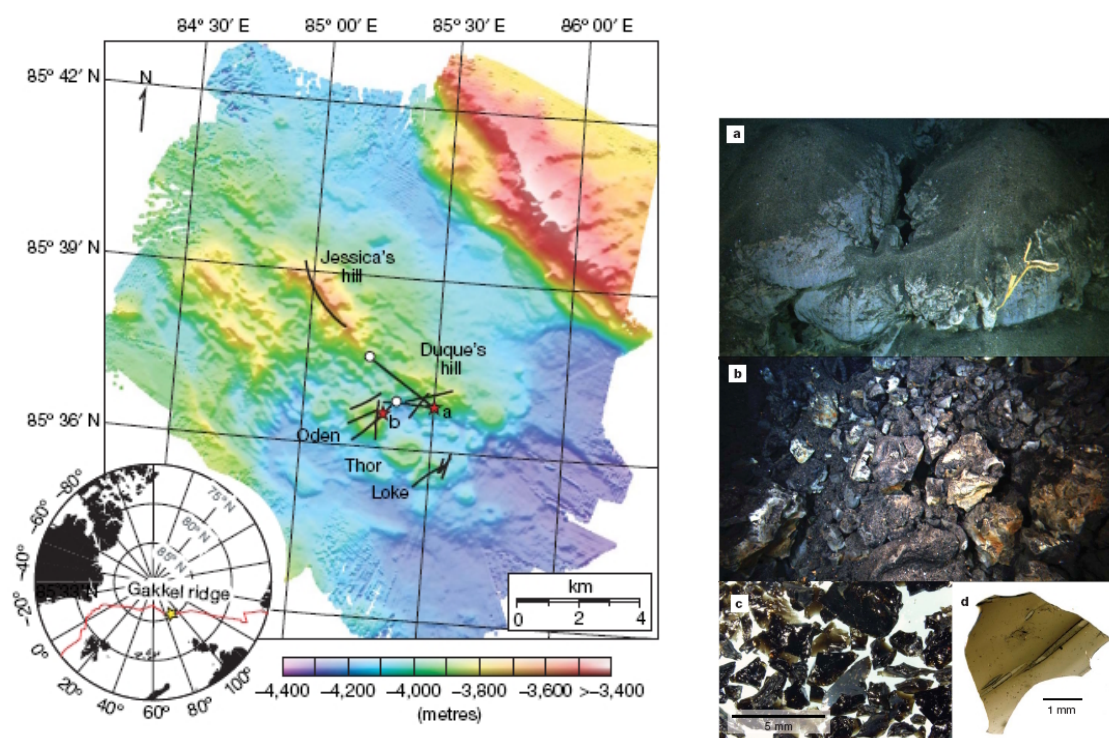 84° 30′ E 85° 00′ E 85° 30′ E 86° 00′ E
85° 42′ N
N
85° 39′ N
Jessica's
hill
Duque's
hill
85° 36′ N
a
b
Oden
Thor
Loke
km
0 2 4
–4,400 –4,200 –4,000 –3,800 –3,600 >–3,400
(metres)
75° N
80° N
85° N
Gakkel ridge
85° 33′ N
–80°
–60°
–40°
–20°
0°
20°
40° 60° 80°
100°
a
b
c
5 mm
d
1 mm